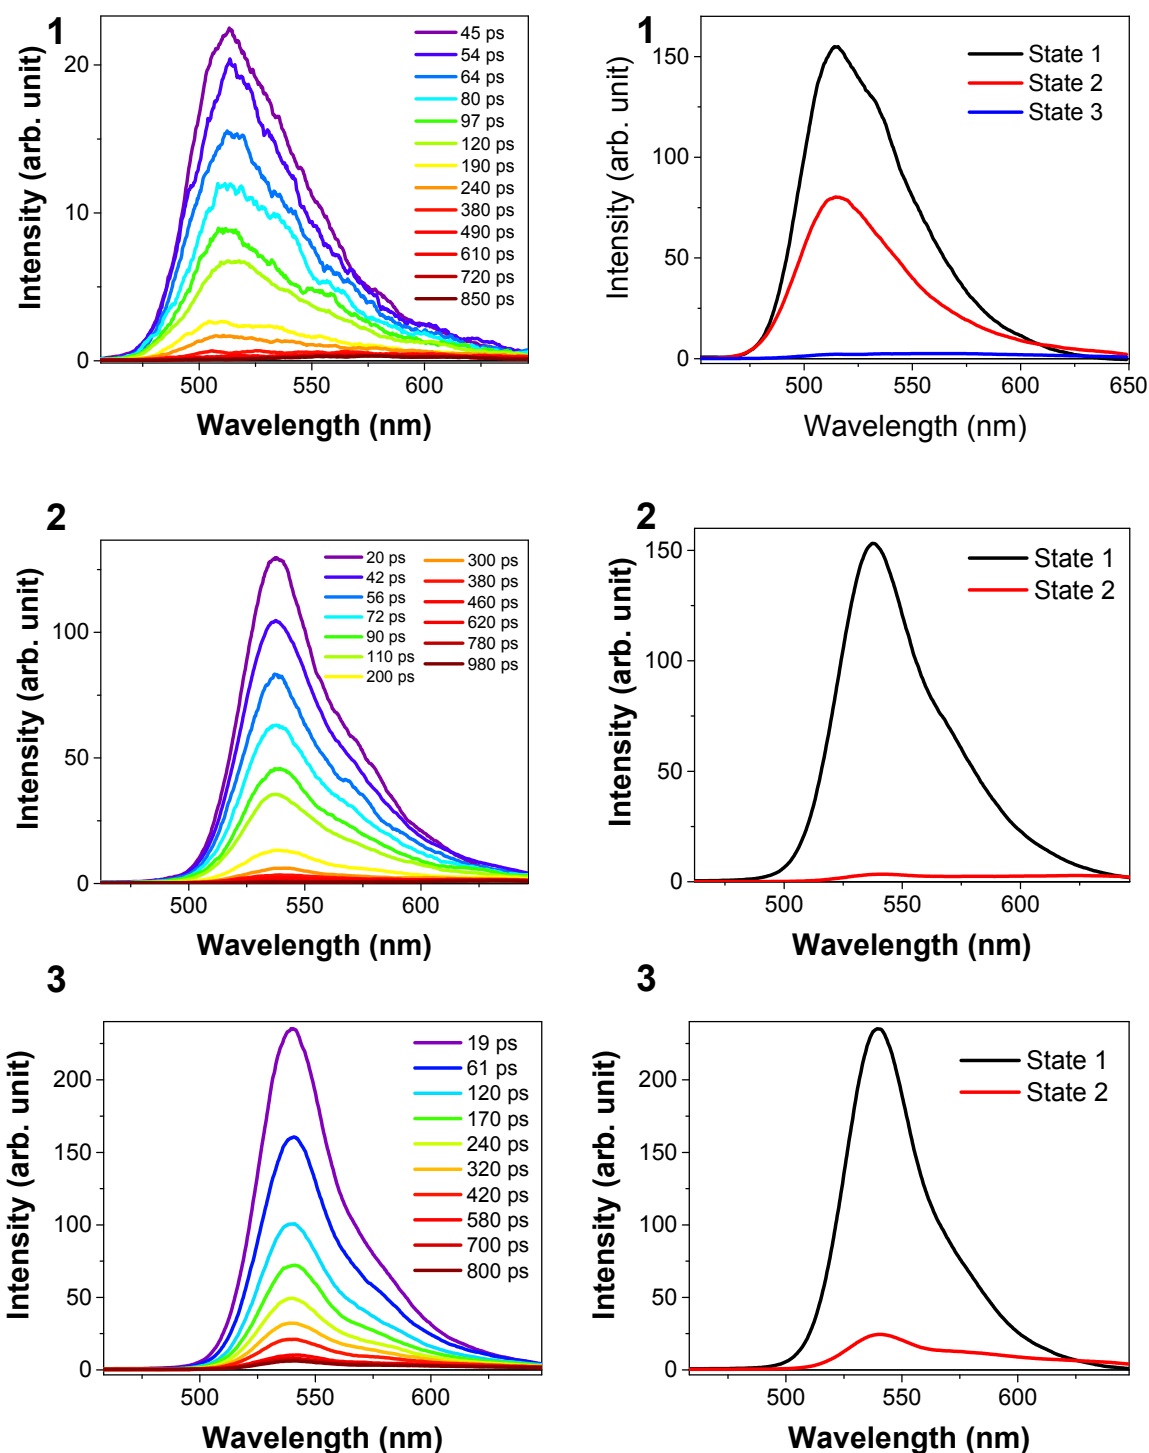 1
Intensity (arb. unit)
20
10
0
500
550
600
Wavelength (nm)
45 ps
54 ps
64 ps
80 ps
97 ps
120 ps
190 ps
240 ps
380 ps
490 ps
610 ps
720 ps
850 ps
1
Intensity (arb. unit)
150
100
50
0
500
550
600
650
Wavelength (nm)
State 1
State 2
State 3
2
Intensity (arb. unit)
100
50
0
500
550
600
Wavelength (nm)
20 ps
42 ps
56 ps
72 ps
90 ps
110 ps
200 ps
300 ps
380 ps
460 ps
620 ps
780 ps
980 ps
2
Intensity (arb. unit)
150
100
50
0
500
550
600
Wavelength (nm)
State 1
State 2
3
Intensity (arb. unit)
200
150
100
50
0
500
550
600
Wavelength (nm)
19 ps
61 ps
120 ps
170 ps
240 ps
320 ps
420 ps
580 ps
700 ps
800 ps
3
Intensity (arb. unit)
200
150
100
50
0
500
550
600
Wavelength (nm)
State 1
State 2